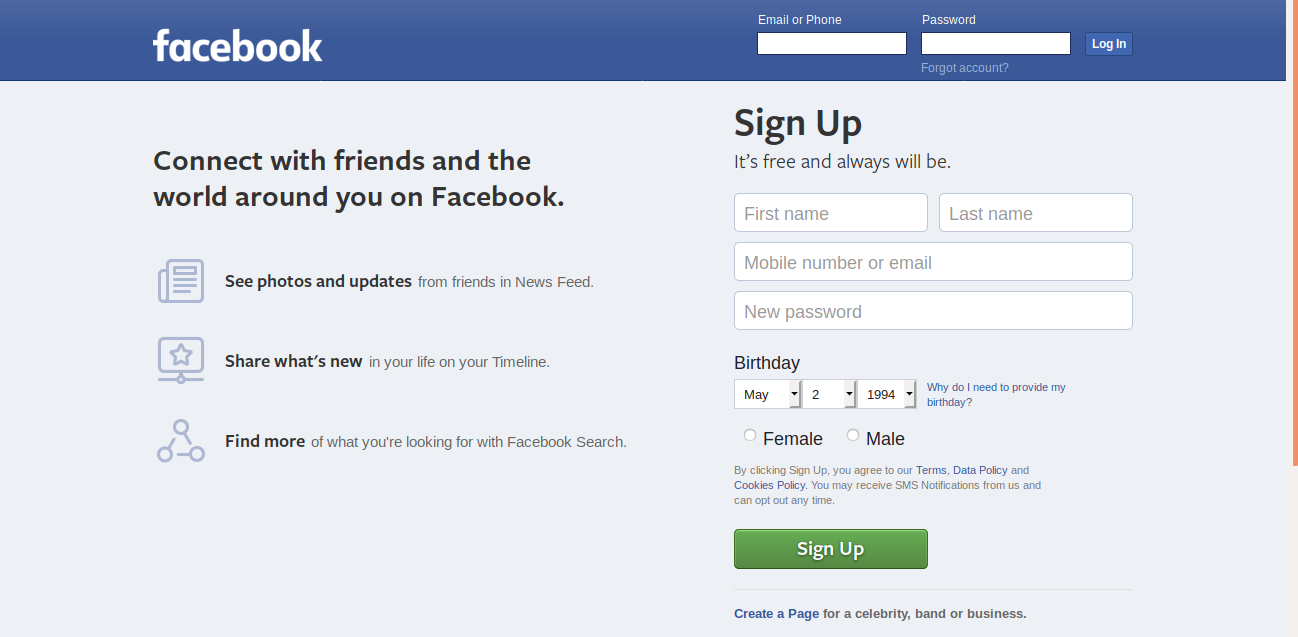 facebook
Email or Phone
Password
Log In
Forgot account?
Connect with friends and the
world around you on Facebook.
See photos and updates from friends in News Feed.
Share what's new in your life on your Timeline.
Find more of what you're looking for with Facebook Search.
Sign Up
It's free and always will be.
First name
Last name
Mobile number or email
New password
Birthday
May 2 1994
Why do I need to provide my
birthday?
Female Male
By clicking Sign Up, you agree to our Terms, Data Policy and
Cookies Policy. You may receive SMS Notifications from us and
can opt out any time.
Sign Up
Create a Page for a celebrity, band or business.